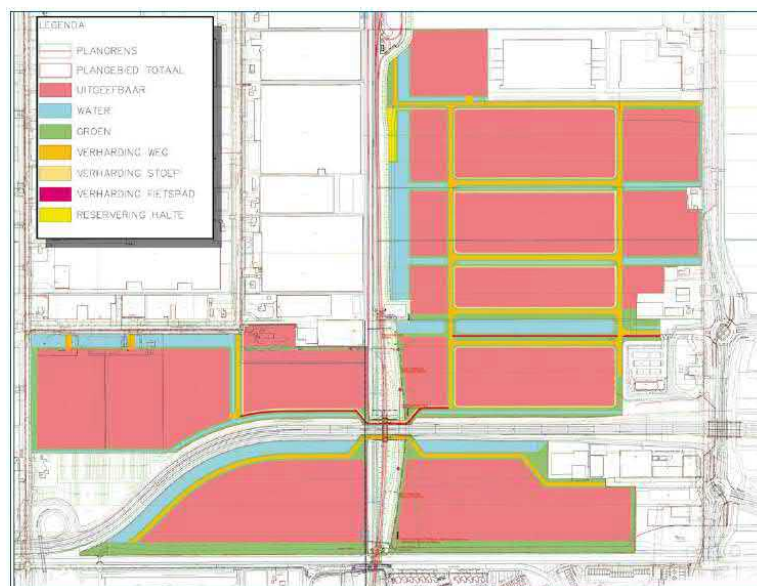 LEGENDA
PLANGRENS
PLANGEBIED TOTAAL
UITGEEFBAAR
WATER
GROEN
VERHARDING WEG
VERHARDING STOEP
VERHARDING FIETSPAD
RESERVERING HALTE